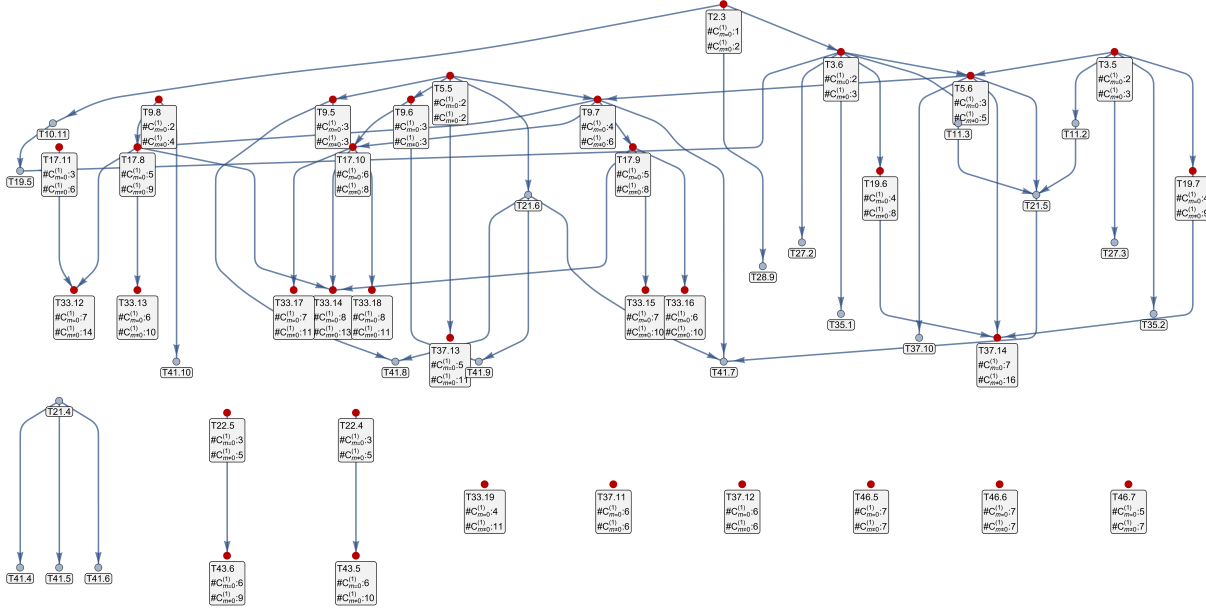 T2.3
#C(1)m=0:1
#C(1)m≠0:2
T3.6
#C(1)m=0:2
#C(1)m≠0:3
T3.5
#C(1)m=0:2
#C(1)m≠0:3
T5.5
#C(1)m=0:2
#C(1)m≠0:2
T5.6
#C(1)m=0:3
#C(1)m≠0:5
T9.8
#C(1)m=0:2
#C(1)m≠0:4
T9.5
#C(1)m=0:3
#C(1)m≠0:3
T9.6
#C(1)m=0:3
#C(1)m≠0:3
T9.7
#C(1)m=0:4
#C(1)m≠0:6
T10.11
T11.3
T11.2
T17.11
#C(1)m=0:3
#C(1)m≠0:6
T17.8
#C(1)m=0:5
#C(1)m≠0:9
T17.10
#C(1)m=0:6
#C(1)m≠0:8
T17.9
#C(1)m=0:5
#C(1)m≠0:8
T19.5
T19.6
#C(1)m=0:4
#C(1)m≠0:8
T19.7
#C(1)m=0:4
#C(1)m≠0:9
T21.6
T21.5
T27.2
T27.3
T28.9
T33.12
#C(1)m=0:7
#C(1)m≠0:14
T33.13
#C(1)m=0:6
#C(1)m≠0:10
T33.17
#C(1)m=0:7
#C(1)m≠0:11
T33.14
#C(1)m=0:8
#C(1)m≠0:13
T33.18
#C(1)m=0:8
#C(1)m≠0:11
T33.15
#C(1)m=0:7
#C(1)m≠0:10
T33.16
#C(1)m=0:6
#C(1)m≠0:10
T35.1
T35.2
T37.13
#C(1)m=0:5
#C(1)m≠0:11
T37.10
T37.14
#C(1)m=0:7
#C(1)m≠0:16
T41.10
T41.8
T41.9
T41.7
T21.4
T22.5
#C(1)m=0:3
#C(1)m≠0:5
T22.4
#C(1)m=0:3
#C(1)m≠0:5
T33.19
#C(1)m=0:4
#C(1)m≠0:11
T37.11
#C(1)m=0:6
#C(1)m≠0:6
T37.12
#C(1)m=0:6
#C(1)m≠0:6
T46.5
#C(1)m=0:7
#C(1)m≠0:7
T46.6
#C(1)m=0:7
#C(1)m≠0:7
T46.7
#C(1)m=0:5
#C(1)m≠0:7
T41.4
T41.5
T41.6
T43.6
#C(1)m=0:6
#C(1)m≠0:9
T43.5
#C(1)m=0:6
#C(1)m≠0:10